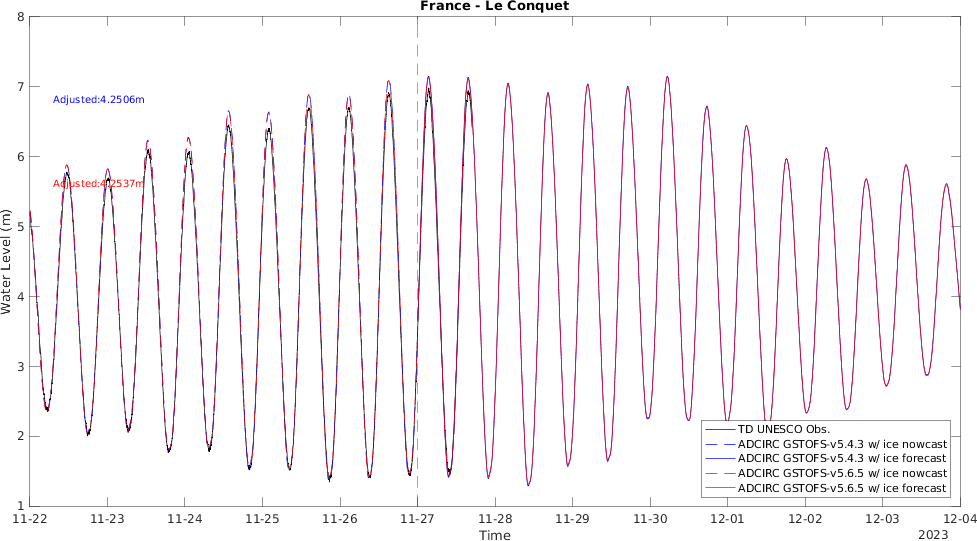 France - Le Conquet
8
7
6
5
4
3
2
1
Water Level (m)
Adjusted:4.2506m
Adjusted:4.2537m
TD UNESCO Obs.
ADCIRC GSTOFS-v5.4.3 w/ ice nowcast
ADCIRC GSTOFS-v5.4.3 w/ ice forecast
ADCIRC GSTOFS-v5.6.5 w/ ice nowcast
ADCIRC GSTOFS-v5.6.5 w/ ice forecast
11-22 11-23 11-24 11-25 11-26 11-27 11-28 11-29 11-30 12-01 12-02 12-03 12-04
Time
2023